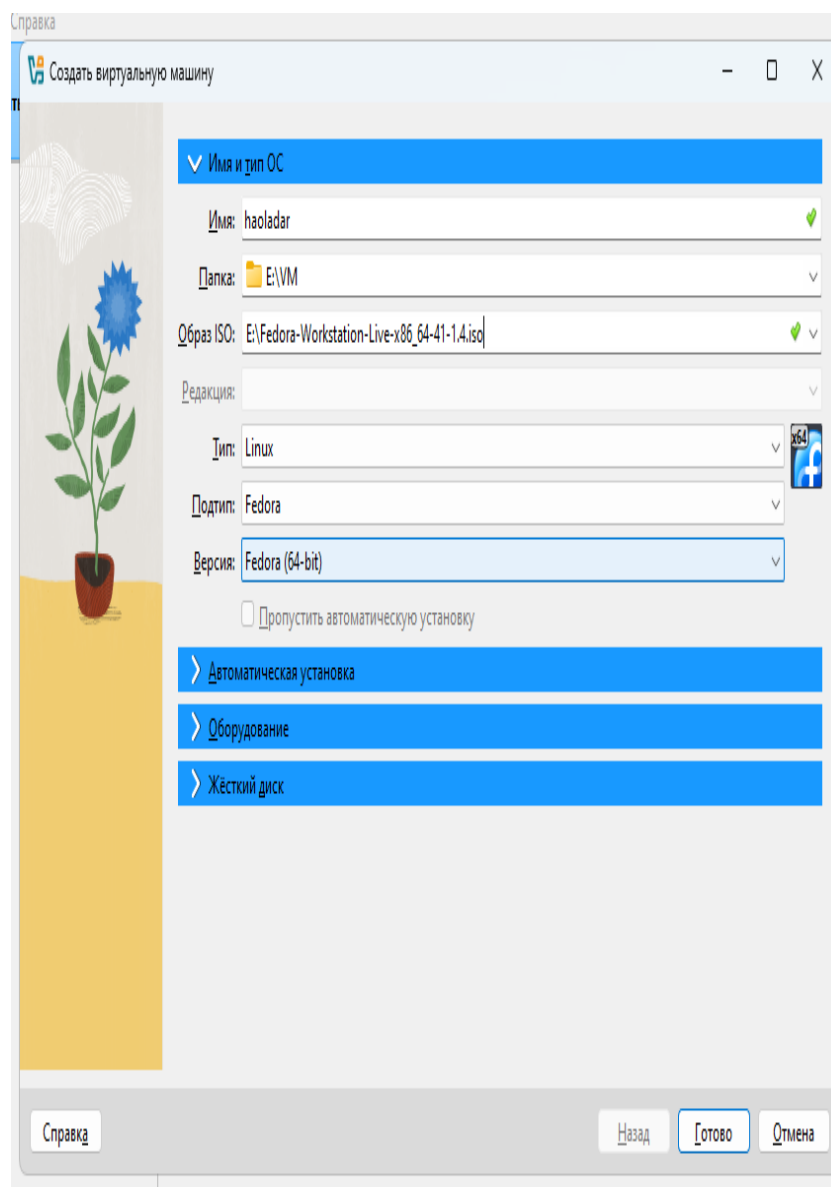 Справка
Создать виртуальную машину
Имя и тип ОС
Имя: haoladar
Папка: E:\VM
Образ ISO: E:\Fedora-Workstation-Live-x86_64-41-1.4.iso
Редакция:
Тип: Linux
x64
Подтип: Fedora
Версия: Fedora (64-bit)
Пропустить автоматическую установку
Автоматическая установка
Оборудование
Жёсткий диск
Справка Назад Готово Отмена